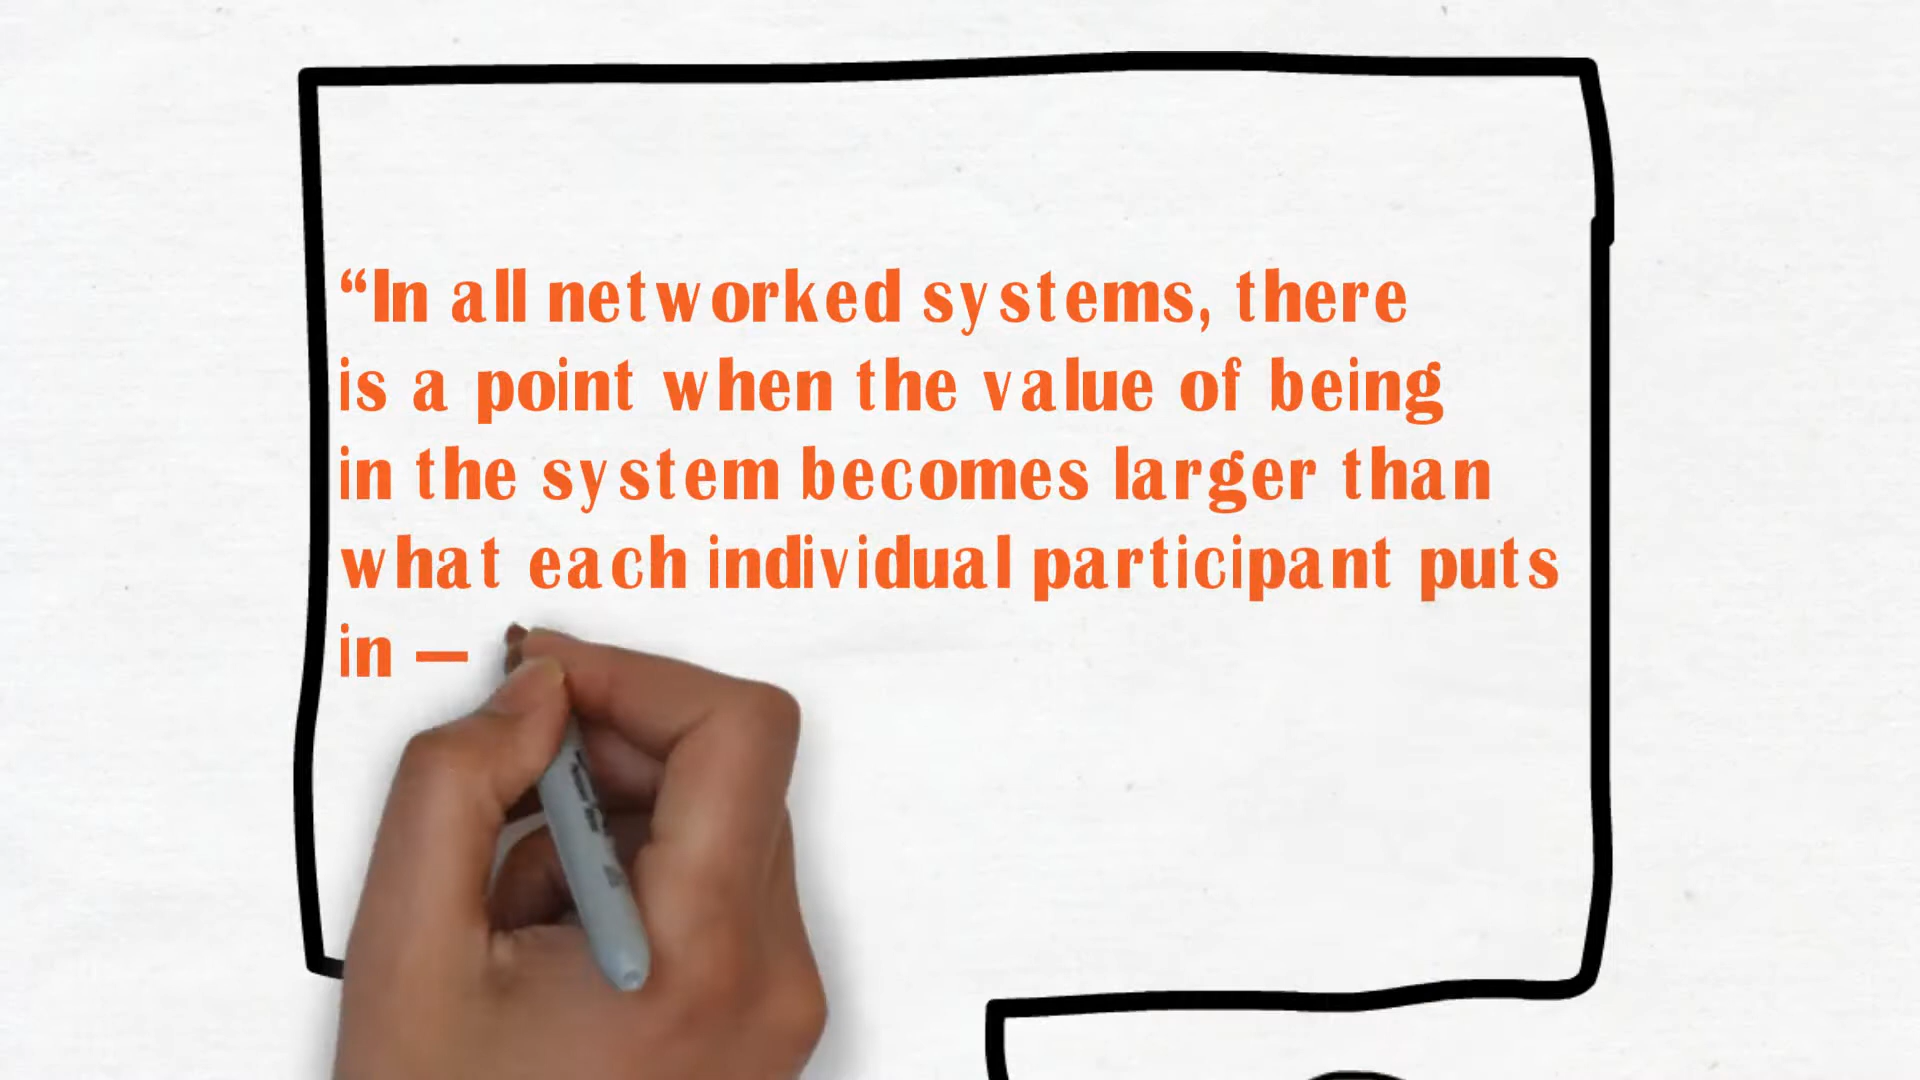 “In all networked systems, there
is a point when the value of being
in the system becomes larger than
what each individual participant puts
in —